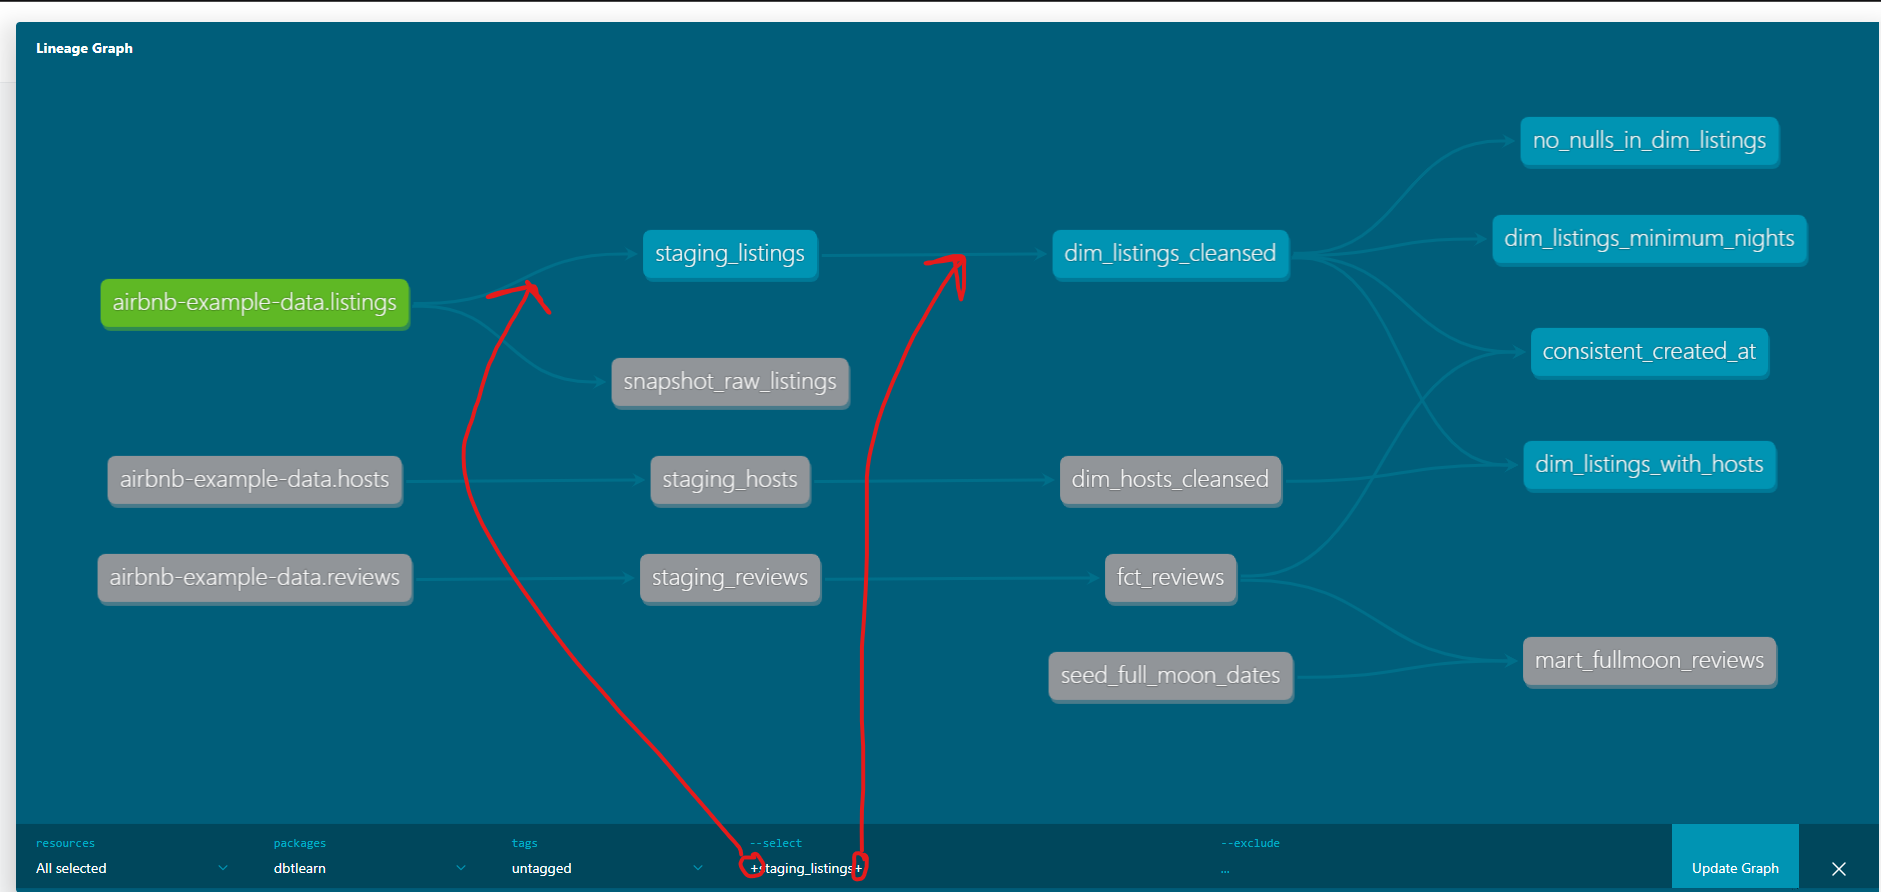 Lineage Graph
no_nulls_in_dim_listings
staging_listings
dim_listings_cleansed
dim_listings_minimum_nights
airbnb-example-data.listings
consistent_created_at
snapshot_raw_listings
airbnb-example-data.hosts
staging_hosts
dim_hosts_cleansed
dim_listings_with_hosts
airbnb-example-data.reviews
staging_reviews
fct_reviews
seed_full_moon_dates
mart_fullmoon_reviews
resources
All selected
packages
dbtlearn
tags
untagged
--select
+staging_listings+
--exclude
...
Update Graph